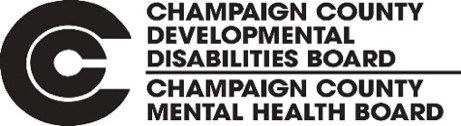 CHAMPAIGN COUNTY
DEVELOPMENTAL
DISABILITIES BOARD
CHAMPAIGN COUNTY
MENTAL HEALTH BOARD